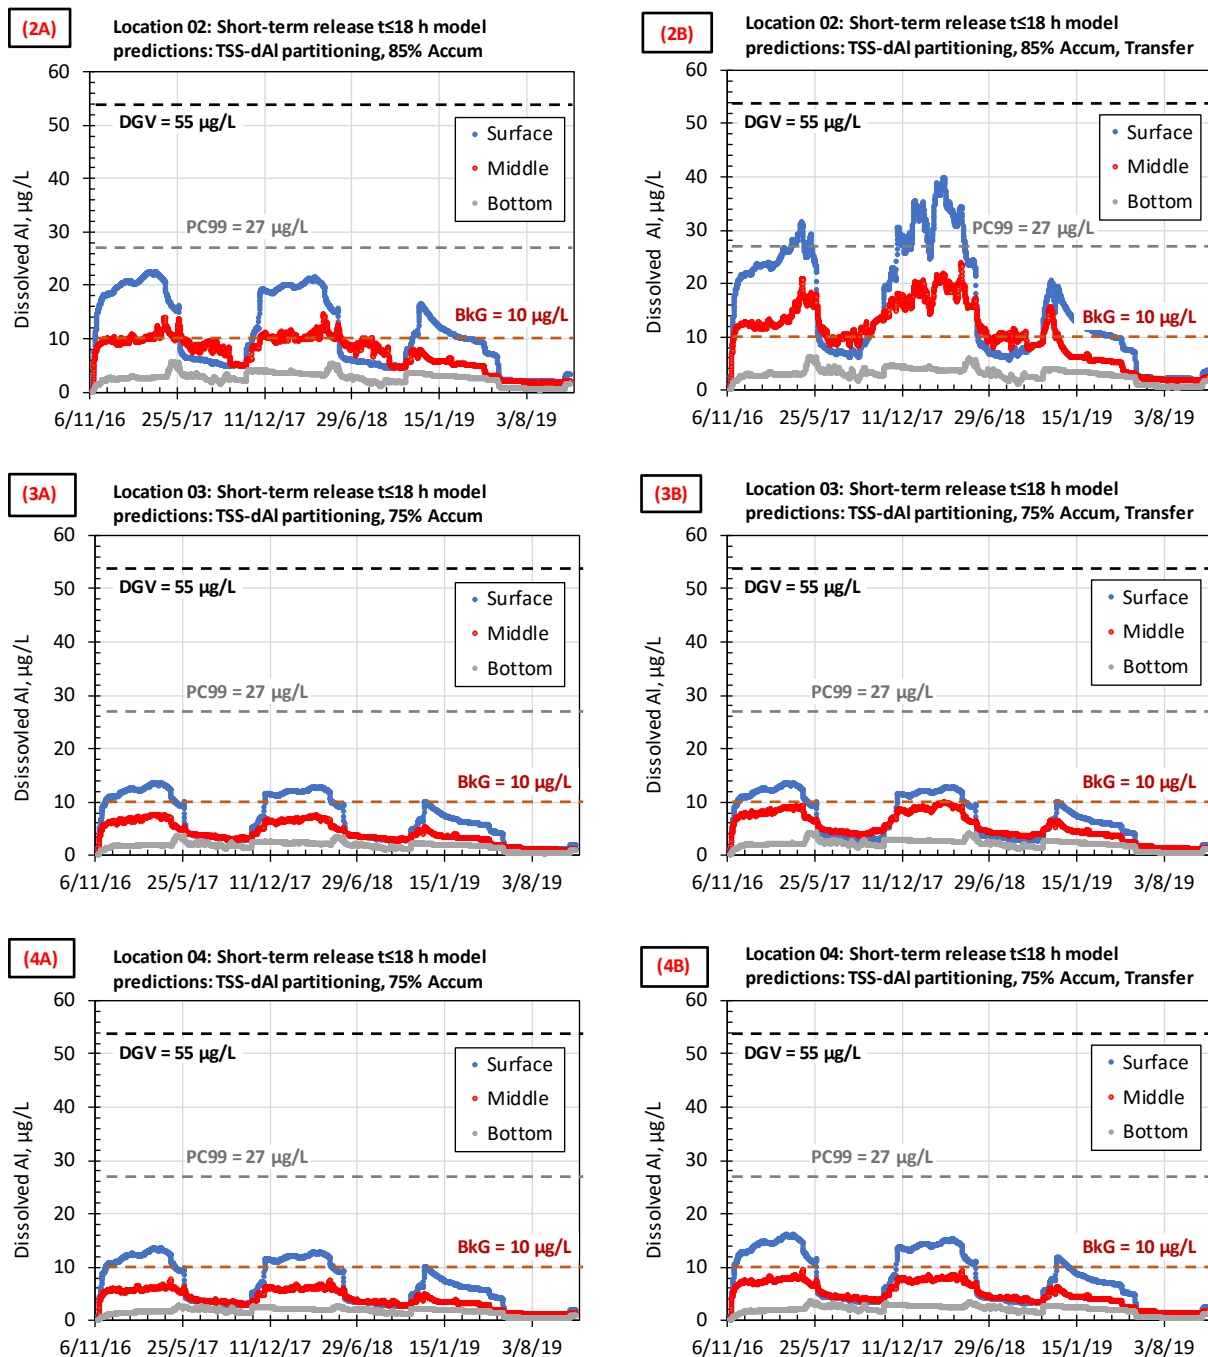 (2A)
Location 02: Short-term release t≤18 h model
predictions: TSS-dAl partitioning, 85% Accum
60
50
40
30
20
10
0
Dissolved Al, µg/L
DGV = 55 µg/L
Surface
Middle
Bottom
PC99 = 27 µg/L
BkG = 10 µg/L
6/11/16 25/5/17 11/12/17 29/6/18 15/1/19 3/8/19
(2B)
Location 02: Short-term release t≤18 h model
predictions: TSS-dAl partitioning, 85% Accum, Transfer
60
50
40
30
20
10
0
Dissolved Al, µg/L
DGV = 55 µg/L
Surface
Middle
Bottom
PC99 = 27 µg/L
BkG = 10 µg/L
6/11/16 25/5/17 11/12/17 29/6/18 15/1/19 3/8/19
(3A)
Location 03: Short-term release t≤18 h model
predictions: TSS-dAl partitioning, 75% Accum
60
50
40
30
20
10
0
Dsissovled Al, µg/L
DGV = 55 µg/L
Surface
Middle
Bottom
PC99 = 27 µg/L
BkG = 10 µg/L
6/11/16 25/5/17 11/12/17 29/6/18 15/1/19 3/8/19
(3B)
Location 03: Short-term release t≤18 h model
predictions: TSS-dAl partitioning, 75% Accum, Transfer
60
50
40
30
20
10
0
Dissolved Al, µg/L
DGV = 55 µg/L
Surface
Middle
Bottom
PC99 = 27 µg/L
BkG = 10 µg/L
6/11/16 25/5/17 11/12/17 29/6/18 15/1/19 3/8/19
(4A)
Location 04: Short-term release t≤18 h model
predictions: TSS-dAl partitioning, 75% Accum
60
50
40
30
20
10
0
Dissolved Al, µg/L
DGV = 55 µg/L
Surface
Middle
Bottom
PC99 = 27 µg/L
BkG = 10 µg/L
6/11/16 25/5/17 11/12/17 29/6/18 15/1/19 3/8/19
(4B)
Location 04: Short-term release t≤18 h model
predictions: TSS-dAl partitioning, 75% Accum, Transfer
60
50
40
30
20
10
0
Dissolved Al, µg/L
DGV = 55 µg/L
Surface
Middle
Bottom
PC99 = 27 µg/L
BkG = 10 µg/L
6/11/16 25/5/17 11/12/17 29/6/18 15/1/19 3/8/19